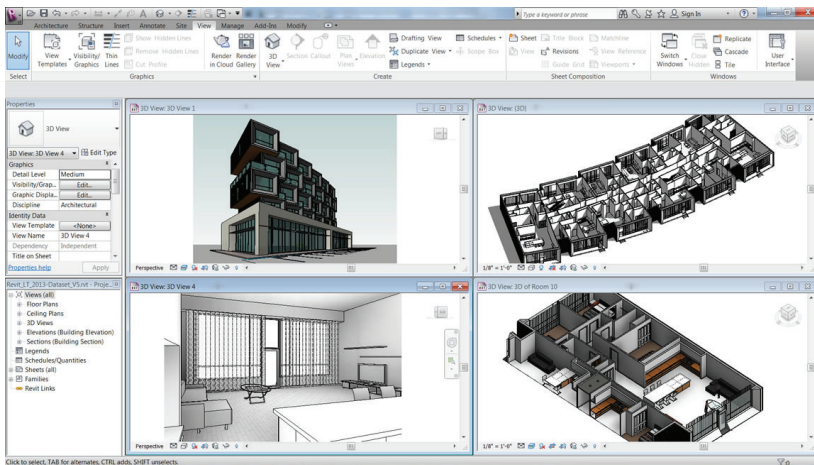 Type a keyword or phrase
Sign In
Architecture Structure Insert Annotate Site View Manage Add-Ins Modify
Modify
View Templates
Visibility/ Graphics
Thin Lines
Show Hidden Lines
Remove Hidden Lines
Cut Profile
Render in Cloud
Render Gallery
3D View
Section
Callout
Plan Views
Elevation
Drafting View
Duplicate View
Legends
Schedules
Scope Box
Sheet
View
Title Block
Revisions
Guide Grid
Matchline
View Reference
Viewports
Switch Windows
Close Hidden
Replicate
Cascade
Tile
User Interface
Select Graphics Create Sheet Composition Windows
Properties
3D View
3D View: 3D View 4 Edit Type
Graphics
Detail Level Medium
Visibility/Grap... Edit...
Graphic Displa... Edit...
Discipline Architectural
Identity Data
View Template <None>
View Name 3D View 4
Dependency Independent
Title on Sheet
Properties help Apply
Revit_LT_2013-Dataset_V5.rvt - Proje...
Views (all)
Floor Plans
Ceiling Plans
3D Views
Elevations (Building Elevation)
Sections (Building Section)
Legends
Schedules/Quantities
Sheets (all)
Families
Revit Links
3D View: 3D View 1
Perspective
3D View: {3D}
1/8" = 1'-0"
3D View: 3D View 4
Perspective
3D View: 3D of Room 10
1/8" = 1'-0"
Click to select, TAB for alternates, CTRL adds, SHIFT unselects.